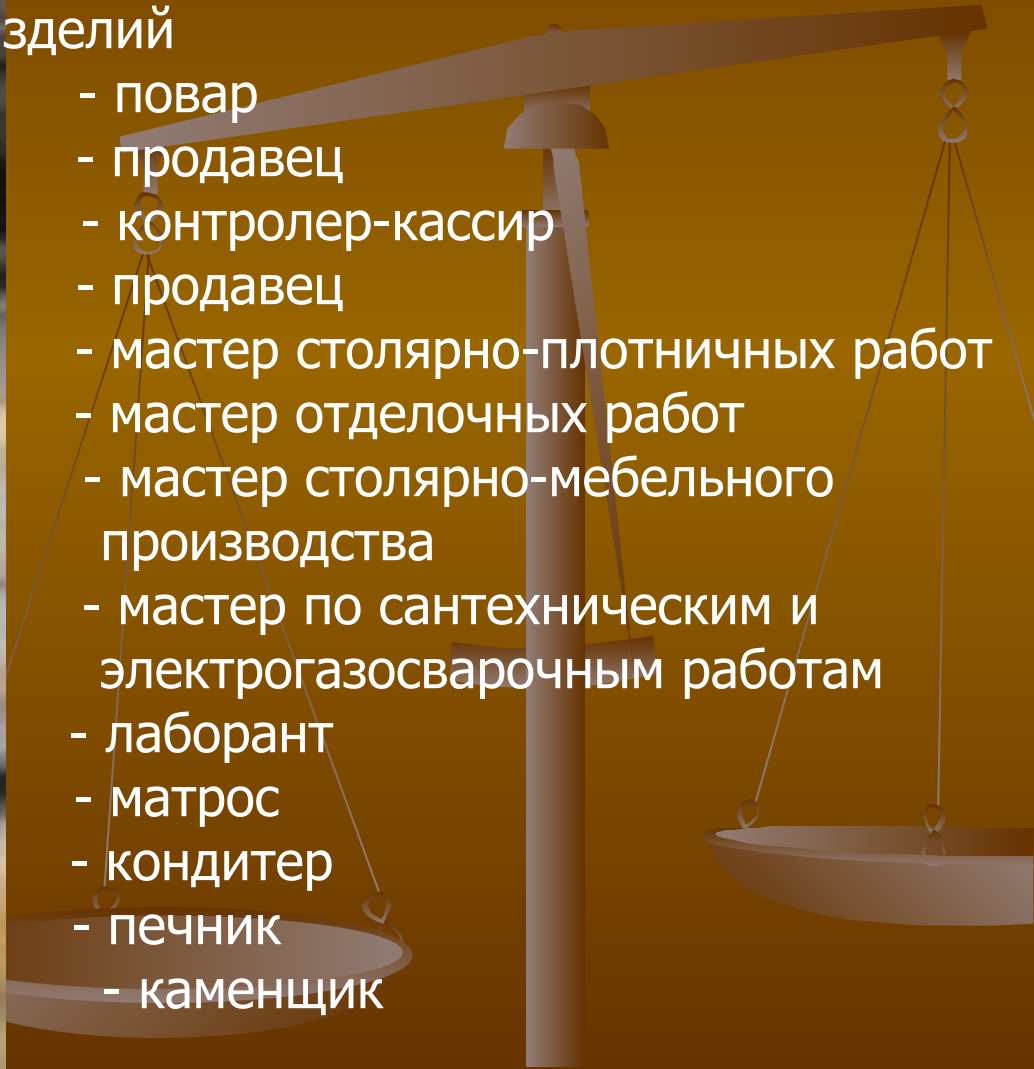 зделий
- повар
- продавец
- контролер-кассир
- продавец
- мастер столярно-плотничных работ
- мастер отделочных работ
- мастер столярно-мебельного
производства
- мастер по сантехническим и
электрогазосварочным работам
- лаборант
- матрос
- кондитер
- печник
- каменщик